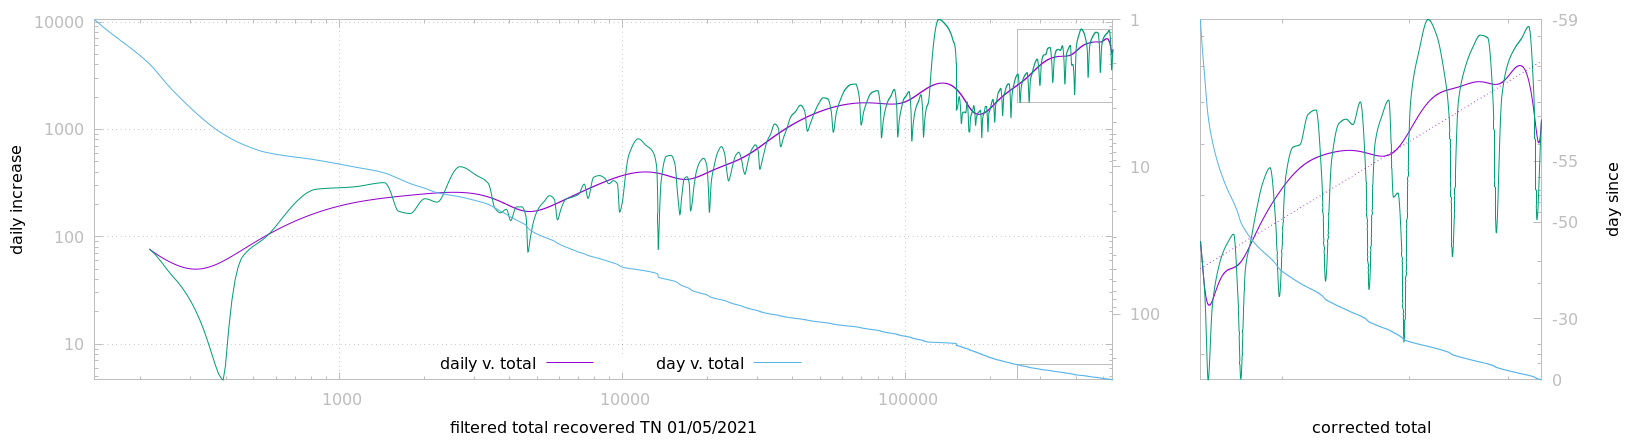 10000
1000
100
10
daily increase
1000
10000
100000
filtered total recovered TN 01/05/2021
daily v. total
day v. total
1
10
100
-59
-55
-50
-30
0
day since
corrected total